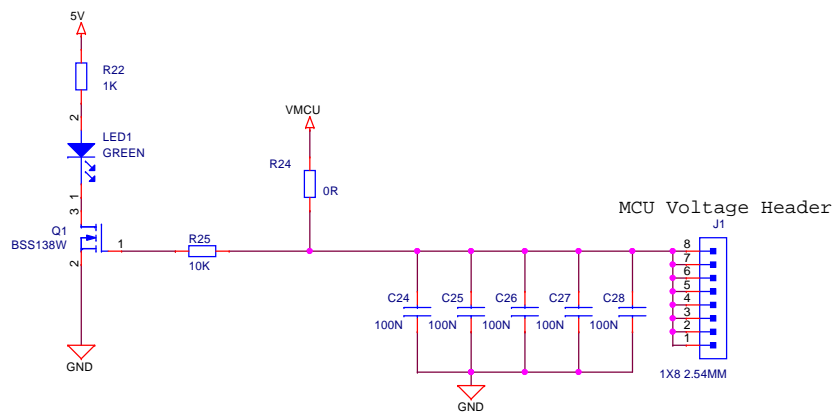 5V
R22
1K
2
LED1
GREEN
1
3
Q1
BSS138W
1
2
GND
R25
10K
VMCU
R24
0R
C24
100N
C25
100N
C26
100N
C27
100N
C28
100N
GND
MCU Voltage Header
J1
8
7
6
5
4
3
2
1
1X8 2.54MM